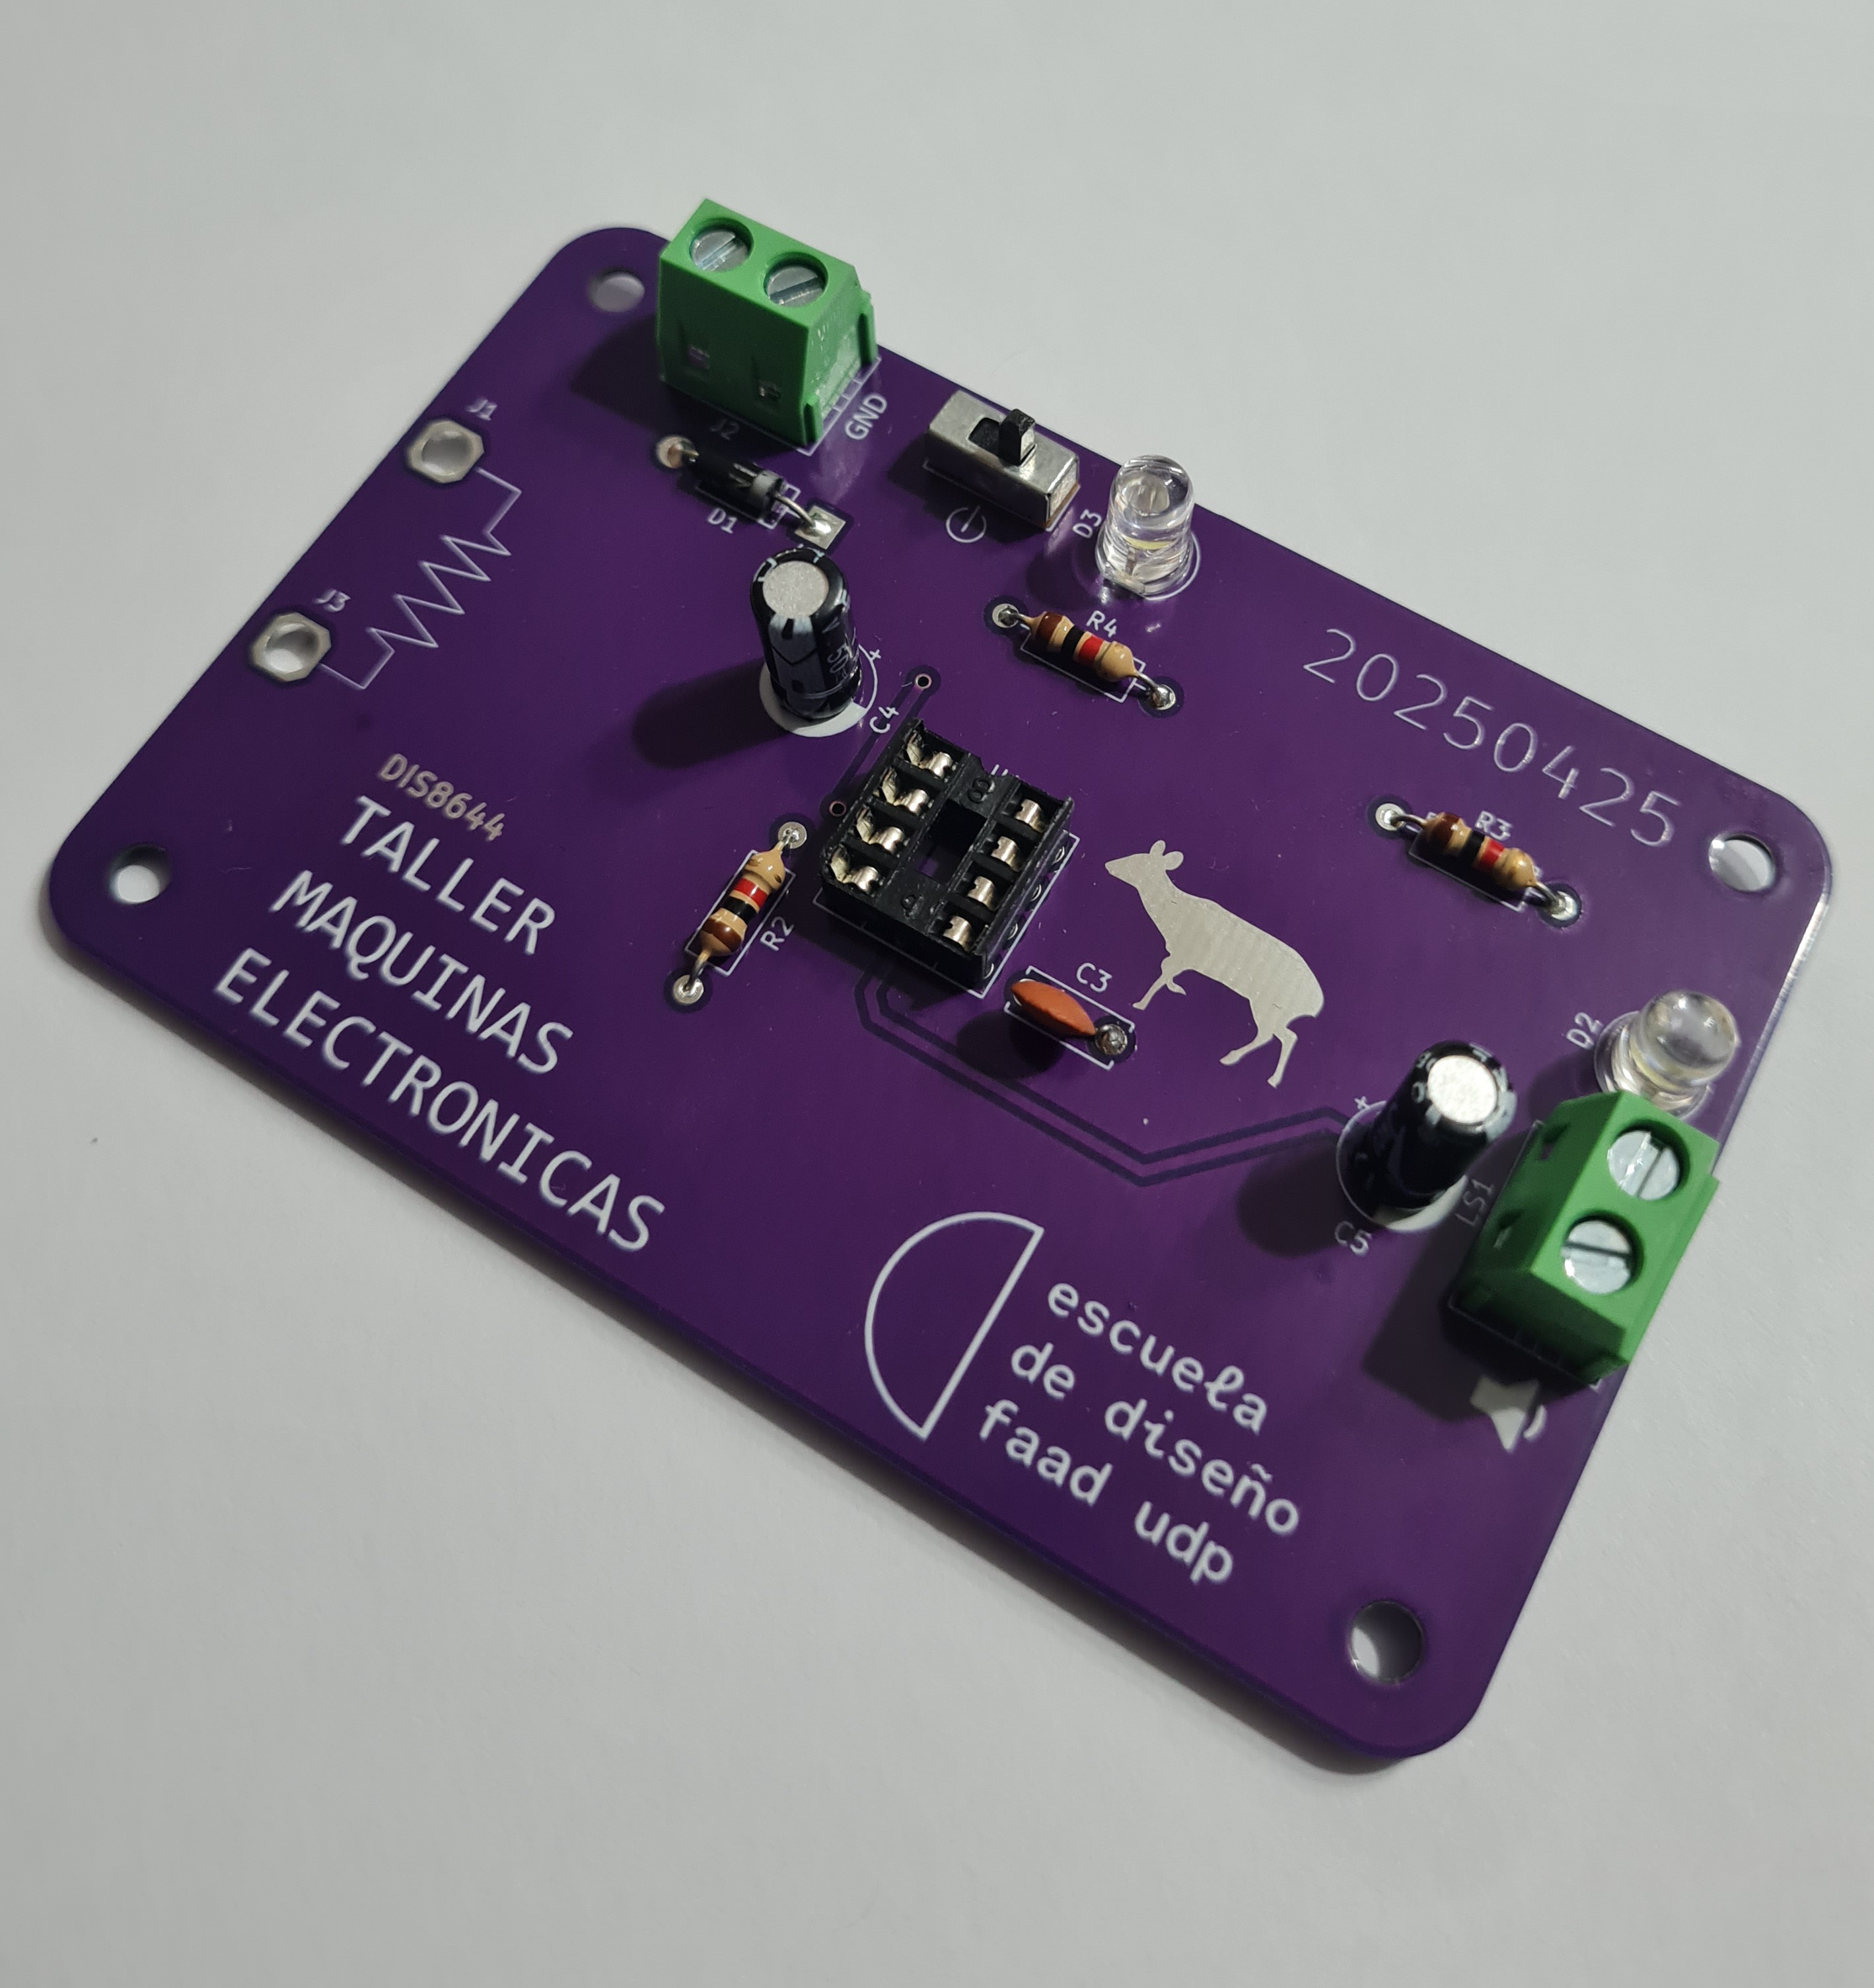 J1
J2
GND
D1
D3
J3
R4
20250425
C4
DIS8644
TALLER
MAQUINAS
ELECTRONICAS
R3
R2
C3
D2
LS1
C5
escuela
de diseño
faad udp